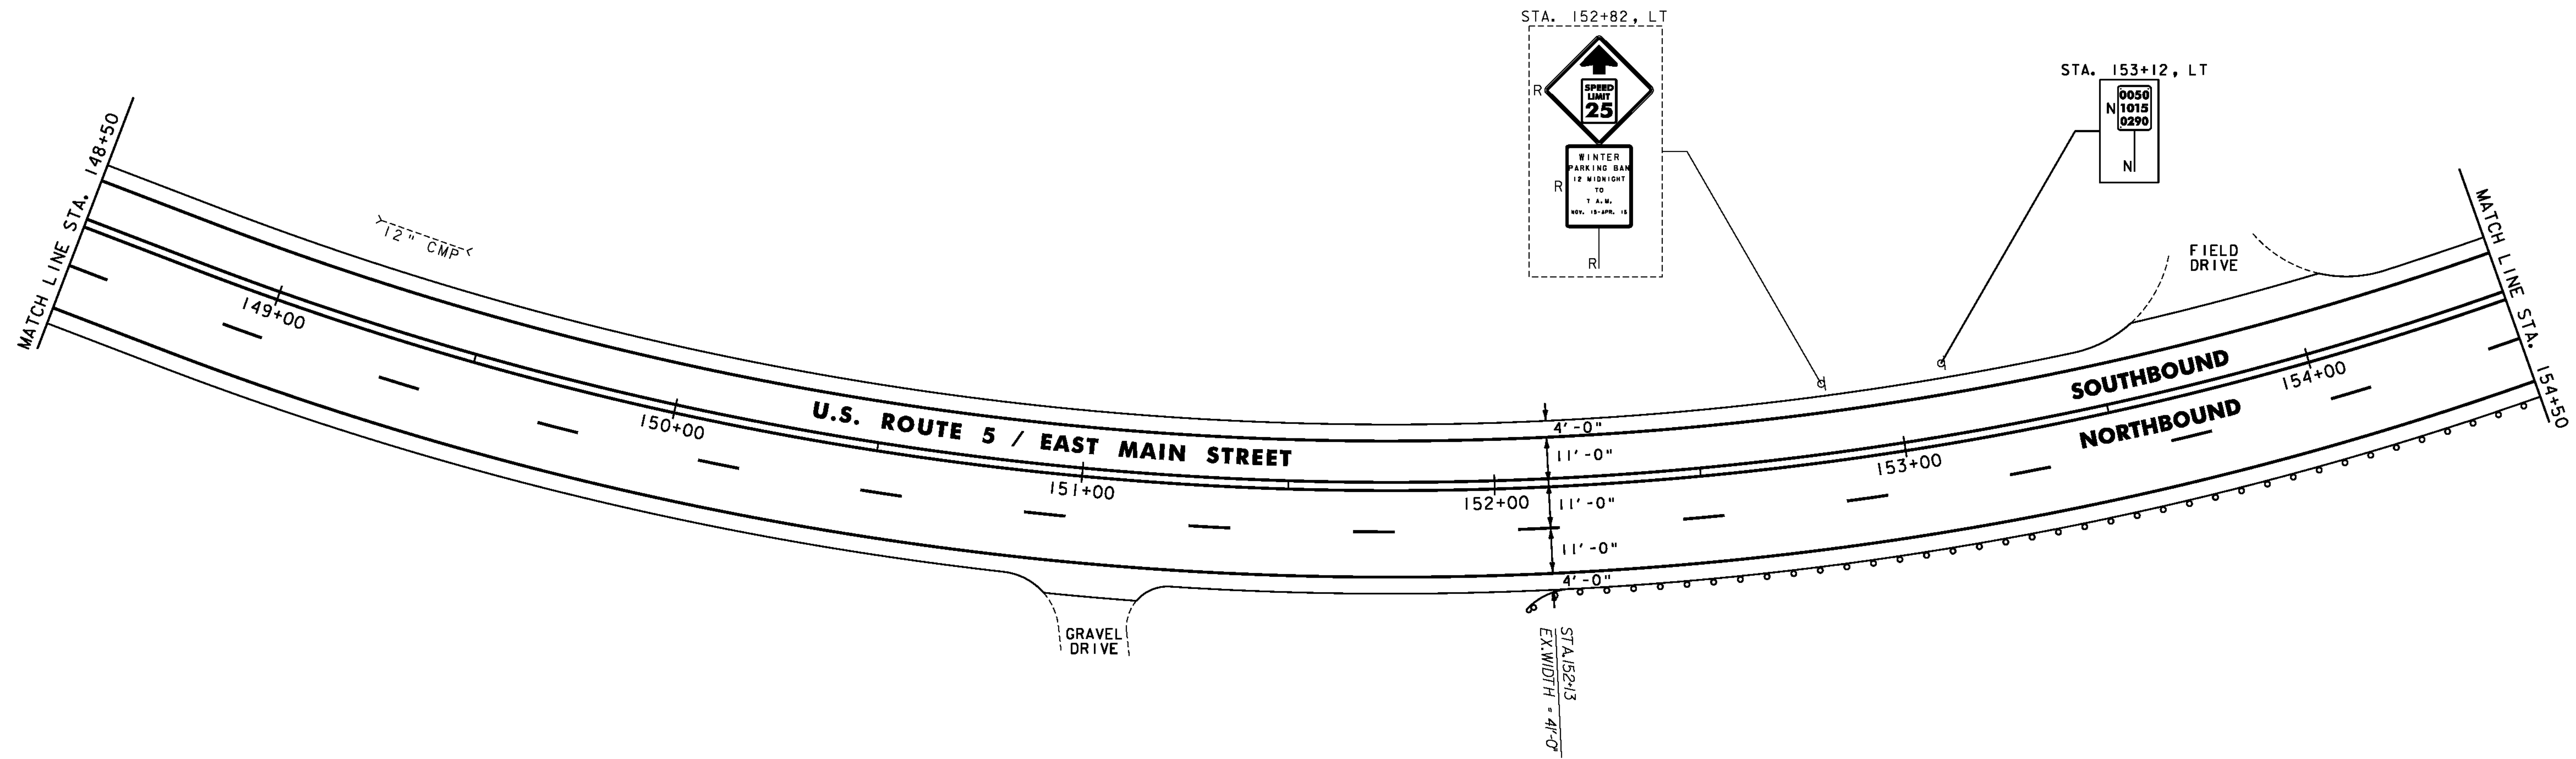 STA. 152+82, LT
R
SPEED
LIMIT
25
WINTER
PARKING BAN
12 MIDNIGHT
TO
7 A.M.
NOV. 15-APR. 15
R
R
STA. 153+12, LT
N
0050
1015
0290
N
MATCH LINE STA. 148+50
12" CMP
149+00
150+00
U.S. ROUTE 5 / EAST MAIN STREET
151+00
152+00
4'-0"
11'-0"
11'-0"
11'-0"
4'-0"
STA.152+13
EX.WIDTH = 41'-0"
GRAVEL
DRIVE
153+00
SOUTHBOUND
NORTHBOUND
154+00
FIELD
DRIVE
MATCH LINE STA. 154+50